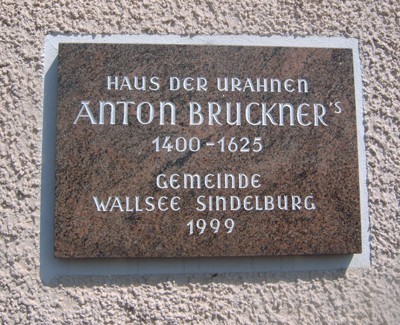 HAUS DER URAHNEN
ANTON BRUCKNER'S
1400-1625
GEMEINDE
WALLSEE SINDELBURG
1999